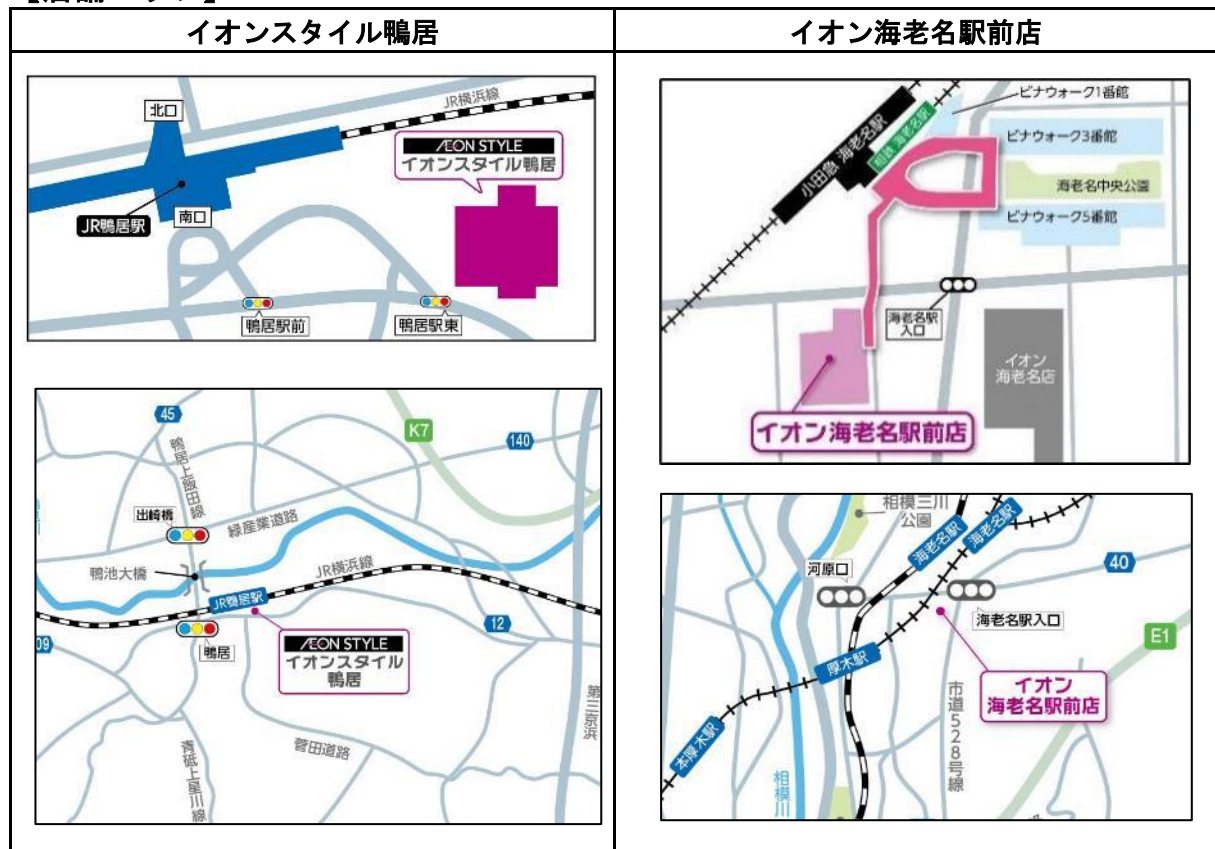 イオンスタイル鴨居
イオン海老名駅前店
北口
JR横浜線
ÆON STYLE
イオンスタイル鴨居
JR鴨居駅
南口
鴨居駅前
鴨居駅東
45
K7
140
鴨居上飯田線
出崎橋
緑産業道路
鴨池大橋
JR横浜線
JR鴨居駅
鴨居
12
09
ÆON STYLE
イオンスタイル
鴨居
第三京浜
菅田道路
青砥上星川線
ビナウォーク1番館
小田急 海老名駅
相鉄 海老名駅
ビナウォーク3番館
海老名中央公園
ビナウォーク5番館
海老名駅
入口
イオン
海老名店
イオン海老名駅前店
相模三川
公園
海老名駅
海老名駅
河原口
40
海老名駅入口
E1
厚木駅
イオン
海老名駅前店
市道528号線
本厚木駅
相模川